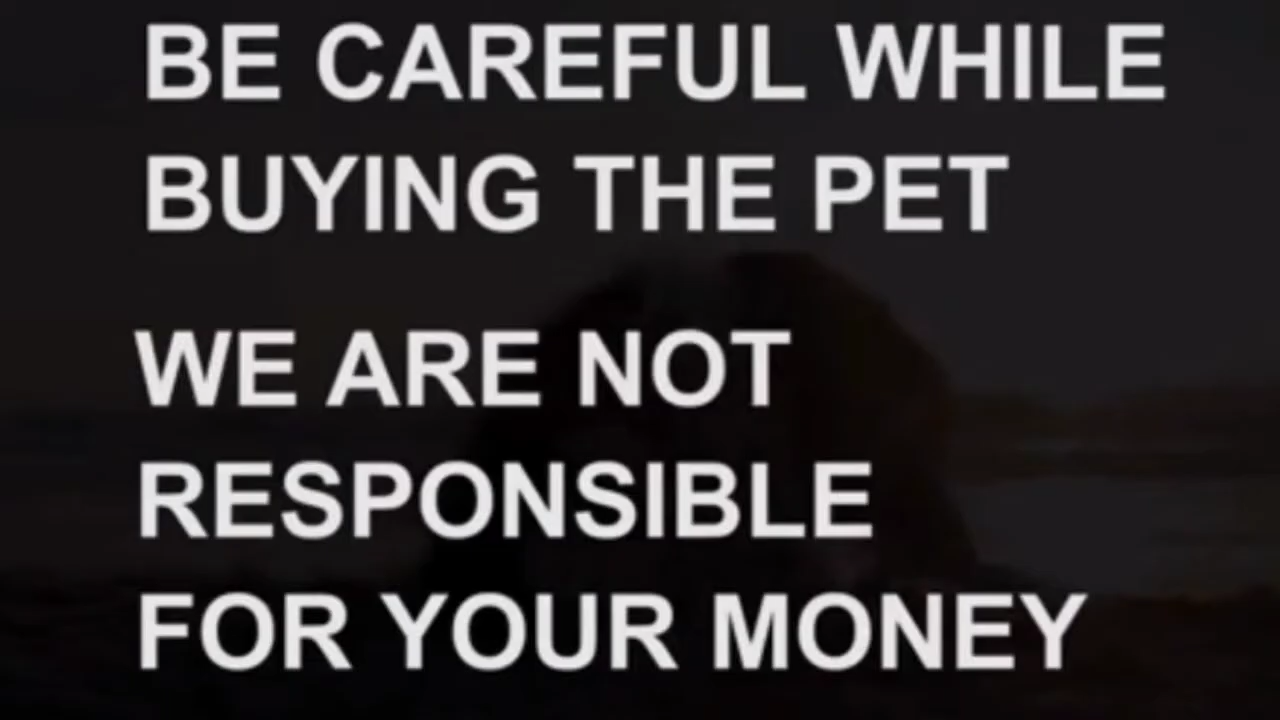 BE CAREFUL WHILE
BUYING THE PET
WE ARE NOT
RESPONSIBLE
FOR YOUR MONEY